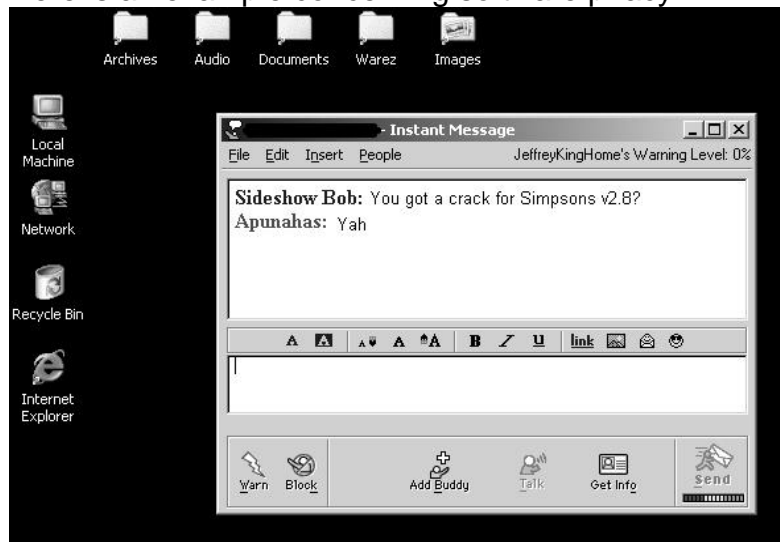 Archives Audio Documents Warez Images
Local
Machine
Network
Recycle Bin
Internet
Explorer
- Instant Message
File Edit Insert People JeffreyKingHome's Warning Level: 0%
Sideshow Bob: You got a crack for Simpsons v2.8?
Apunahas: Yah
A A A A A B I U link
Warn Block Add Buddy Talk Get Info Send